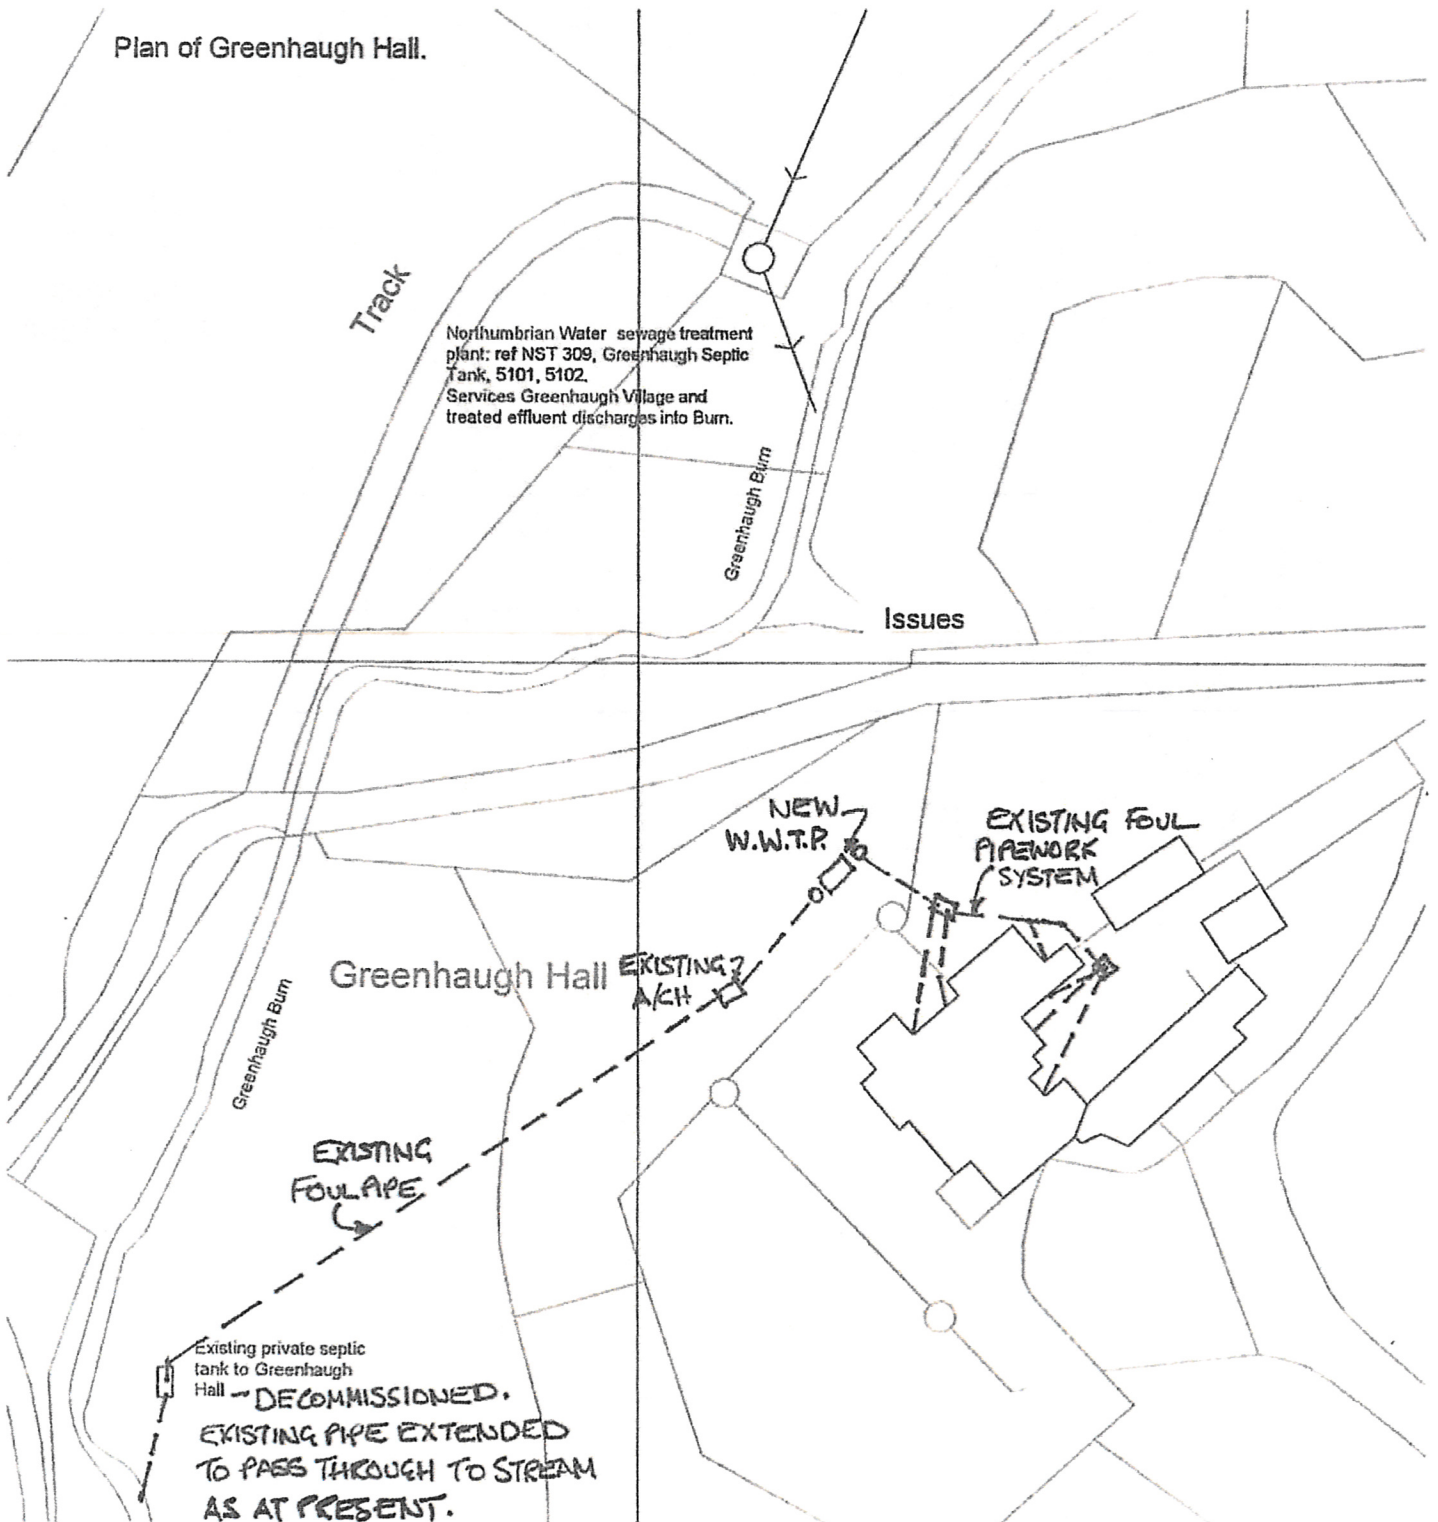 Plan of Greenhaugh Hall.
Track
Northumbrian Water sewage treatment
plant: ref NST 309, Greenhaugh Septic
Tank, 5101, 5102.
Services Greenhaugh Village and
treated effluent discharges into Burn.
Greenhaugh Burn
Issues
NEW
W.W.T.P.
EXISTING FOUL
PIPEWORK
SYSTEM
Greenhaugh Hall
EXISTING
A/CH
Greenhaugh Burn
EXISTING
FOUL PIPE
Existing private septic
tank to Greenhaugh
Hall - DECOMMISSIONED.
EXISTING PIPE EXTENDED
TO PASS THROUGH TO STREAM
AS AT PRESENT.